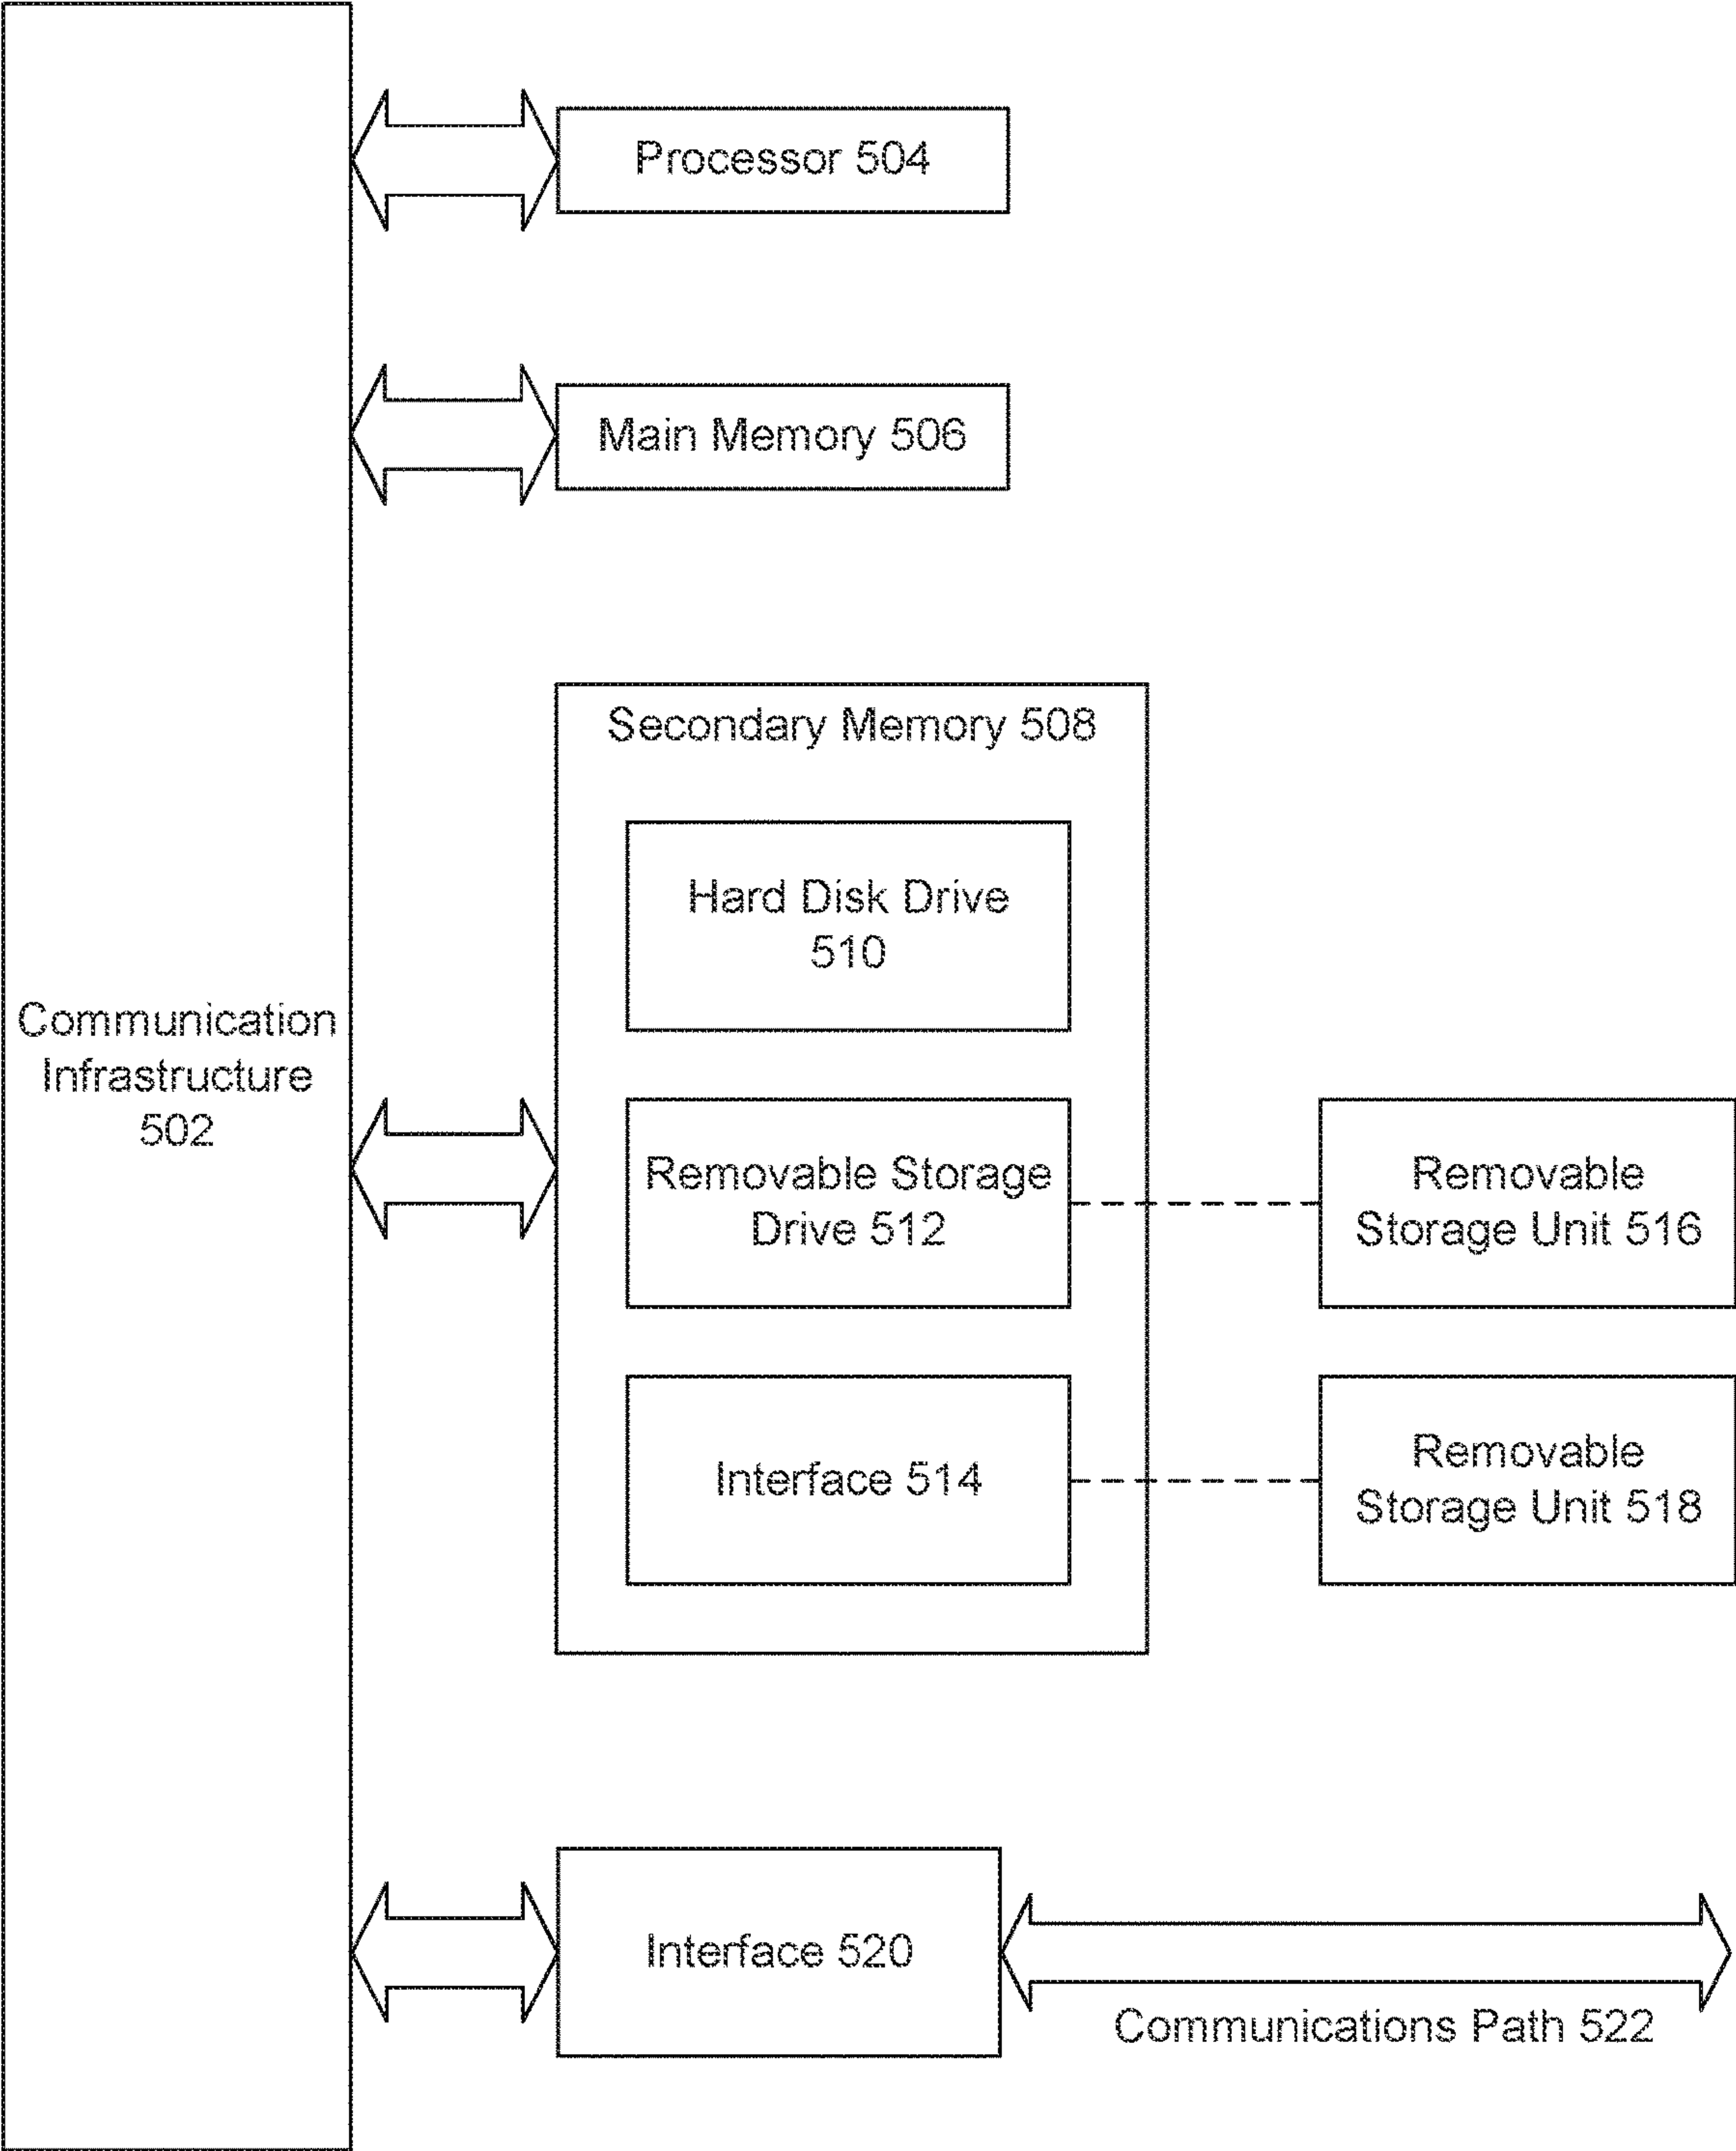 Processor 504
Main Memory 506
Secondary Memory 508
Hard Disk Drive
510
Communication
Infrastructure
502
Removable Storage
Drive 512
Removable
Storage Unit 516
Interface 514
Removable
Storage Unit 518
Interface 520
Communications Path 522